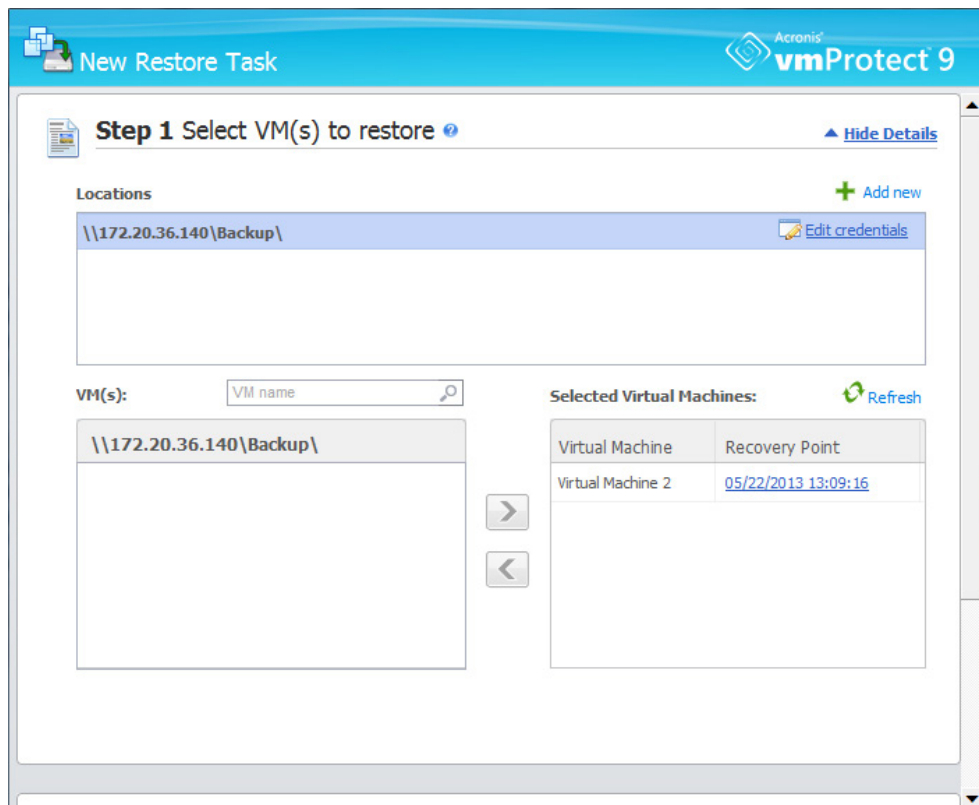 New Restore Task
Acronis®
vmProtect™ 9
Step 1 Select VM(s) to restore ?
Hide Details
Locations
Add new
\\172.20.36.140\Backup\
Edit credentials
VM(s):
VM name
Selected Virtual Machines:
Refresh
\\172.20.36.140\Backup\
Virtual Machine Recovery Point
Virtual Machine 2 05/22/2013 13:09:16